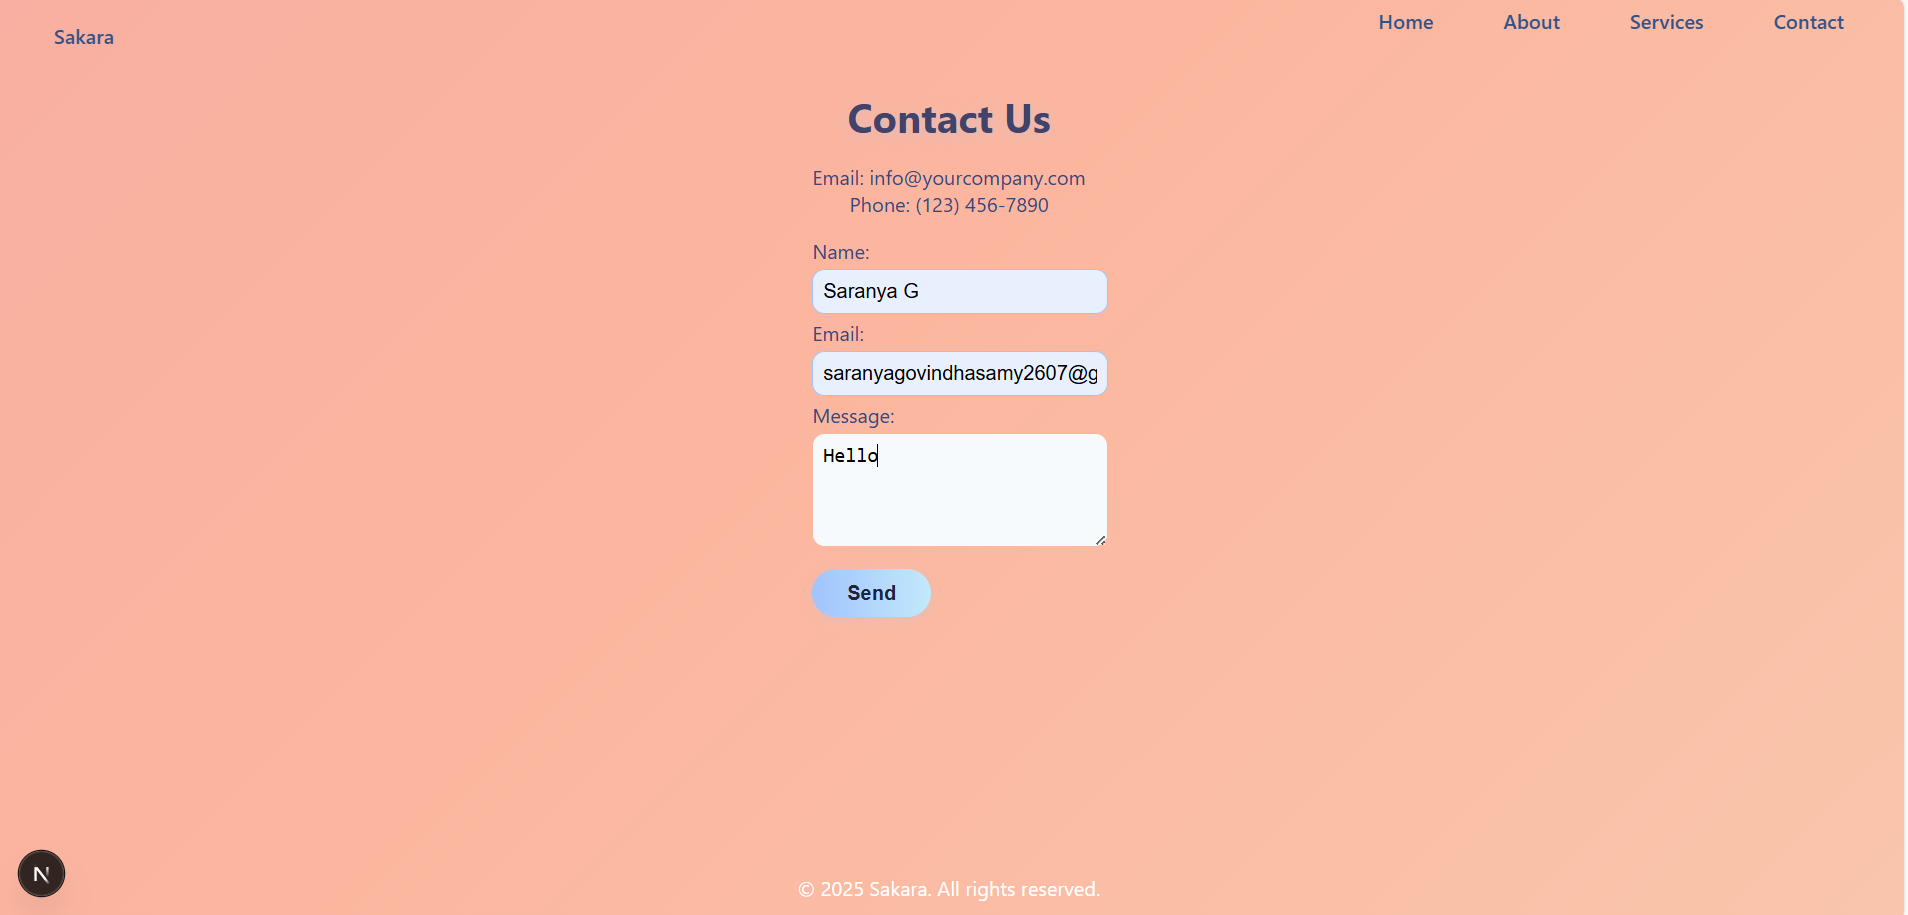 Sakara
Home About Services Contact
Contact Us
Email: info@yourcompany.com
Phone: (123) 456-7890
Name:
Saranya G
Email:
saranyagovindhasamy2607@g
Message:
Hello
Send
N
© 2025 Sakara. All rights reserved.